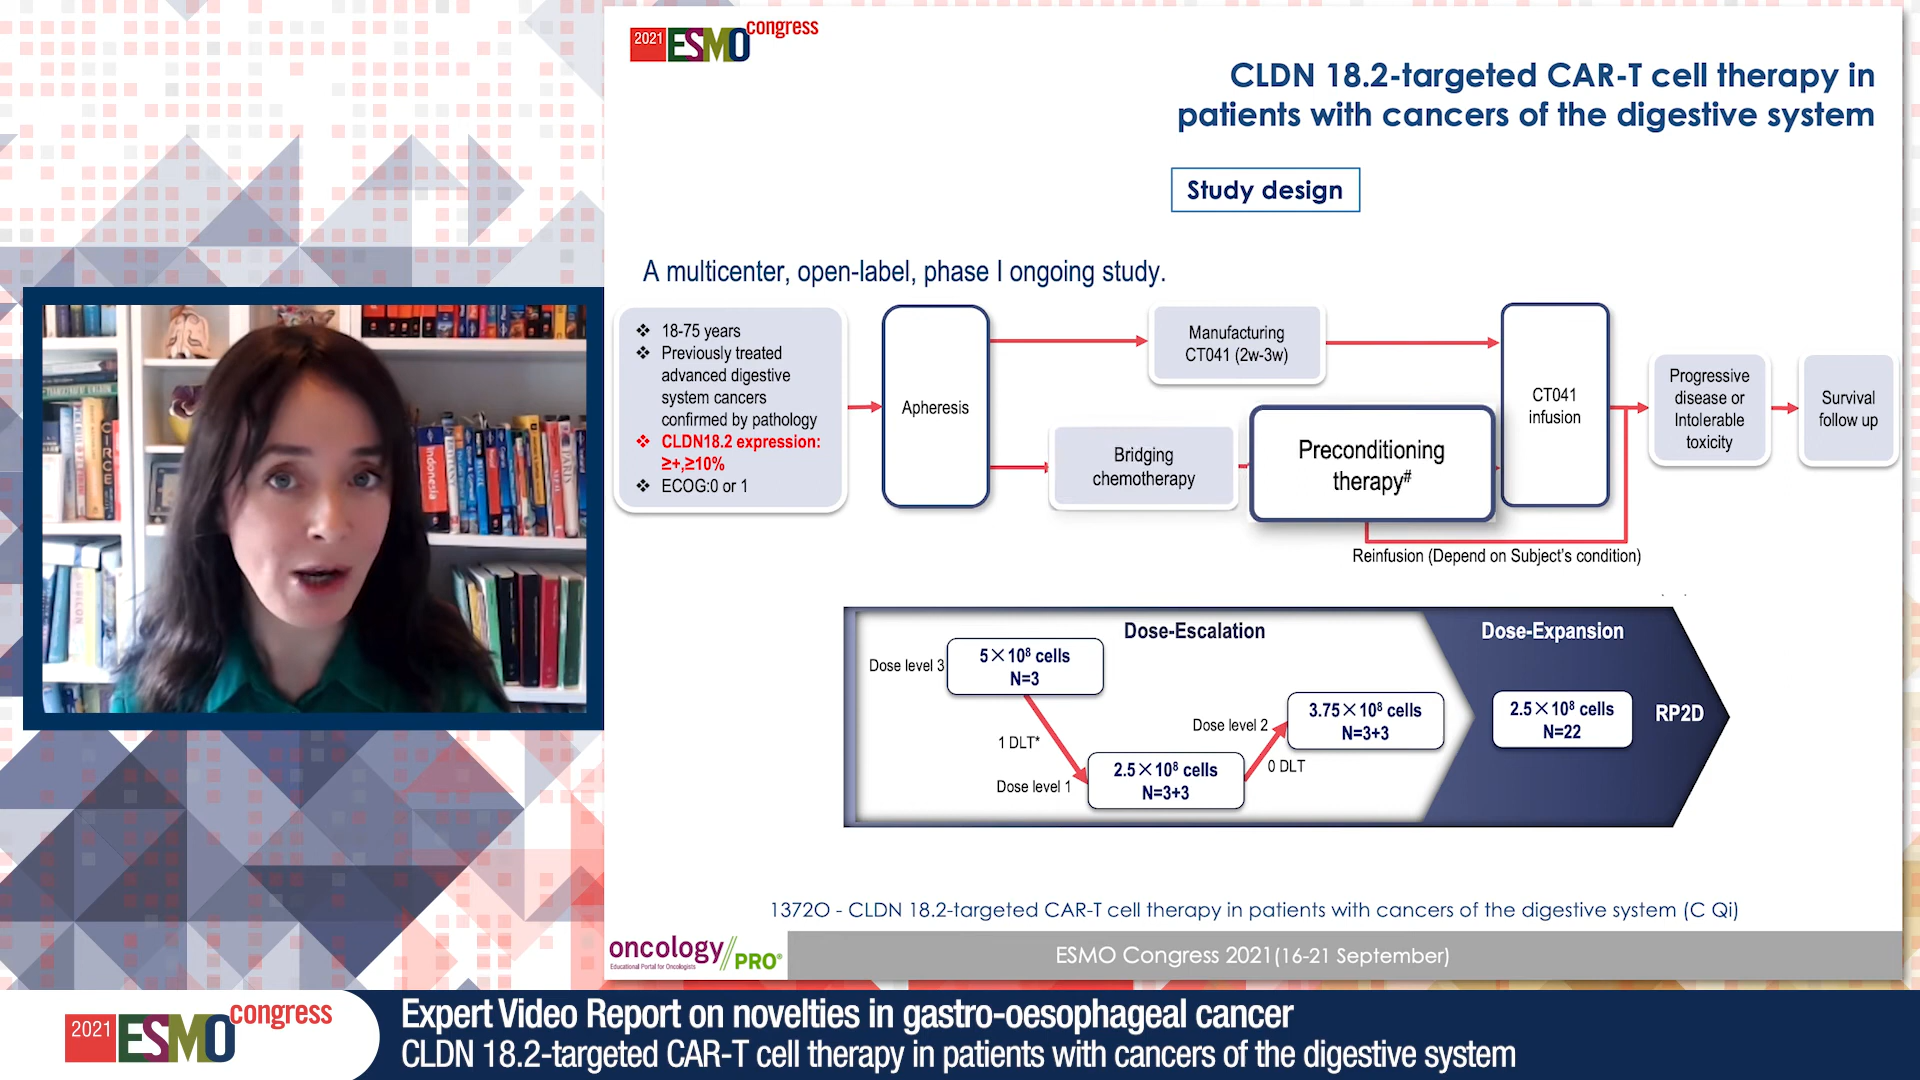 2021 ESMO congress
CLDN 18.2-targeted CAR-T cell therapy in
patients with cancers of the digestive system
Study design
A multicenter, open-label, phase I ongoing study.
❖ 18-75 years
❖ Previously treated
advanced digestive
system cancers
confirmed by pathology
❖ CLDN18.2 expression:
≥+,≥10%
❖ ECOG:0 or 1
Apheresis
Manufacturing
CT041 (2w-3w)
Bridging
chemotherapy
Preconditioning
therapy#
CT041
infusion
Progressive
disease or
Intolerable
toxicity
Survival
follow up
Reinfusion (Depend on Subject's condition)
Dose-Escalation
Dose-Expansion
Dose level 3
5×10⁸ cells
N=3
1 DLT*
Dose level 1
2.5×10⁸ cells
N=3+3
Dose level 2
3.75×10⁸ cells
N=3+3
0 DLT
2.5×10⁸ cells
N=22
RP2D
1372O - CLDN 18.2-targeted CAR-T cell therapy in patients with cancers of the digestive system (C Qi)
oncology//PRO®
Educational Portal for Oncologists
ESMO Congress 2021(16-21 September)
Indonesia
CIRCE
PARIS
2021 ESMO congress
Expert Video Report on novelties in gastro-oesophageal cancer
CLDN 18.2-targeted CAR-T cell therapy in patients with cancers of the digestive system